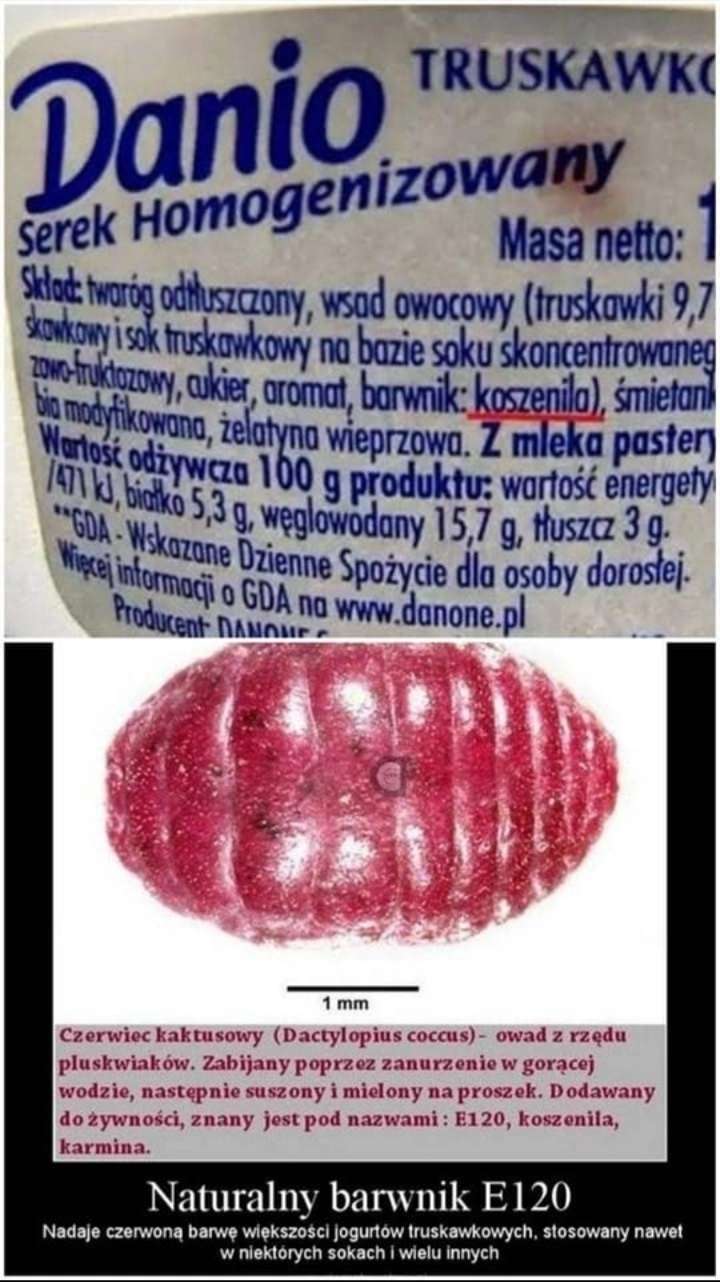 Danio
TRUSKAWKO
Serek Homogenizowany
Masa netto: 1
Skład: twaróg odtłuszczony, wsad owocowy (truskawki 9,7
skawkowy i sok truskawkowy na bazie soku skoncentrowaneg
zowo-fruktozowy, cukier, aromat, barwnik: koszenila), śmietank
bia modyfikowana, żelatyna wieprzowa. Z mleka pastery
Wartość odżywcza 100 g produktu: wartość energety
/471 kJ, białko 5,3 g, węglowodany 15,7 g, tłuszcz 3 g.
**GDA - Wskazane Dzienne Spożycie dla osoby dorosłej.
Więcej informacji o GDA na www.danone.pl
Producent: DANONE
1 mm
Czerwiec kaktusowy (Dactylopius coccus)- owad z rzędu
pluskwiaków. Zabijany poprzez zanurzenie w gorącej
wodzie, następnie suszony i mielony na proszek. Dodawany
do żywności, znany jest pod nazwami : E120, koszenila,
karmina.
Naturalny barwnik E120
Nadaje czerwoną barwę większości jogurtów truskawkowych, stosowany nawet
w niektórych sokach i wielu innych